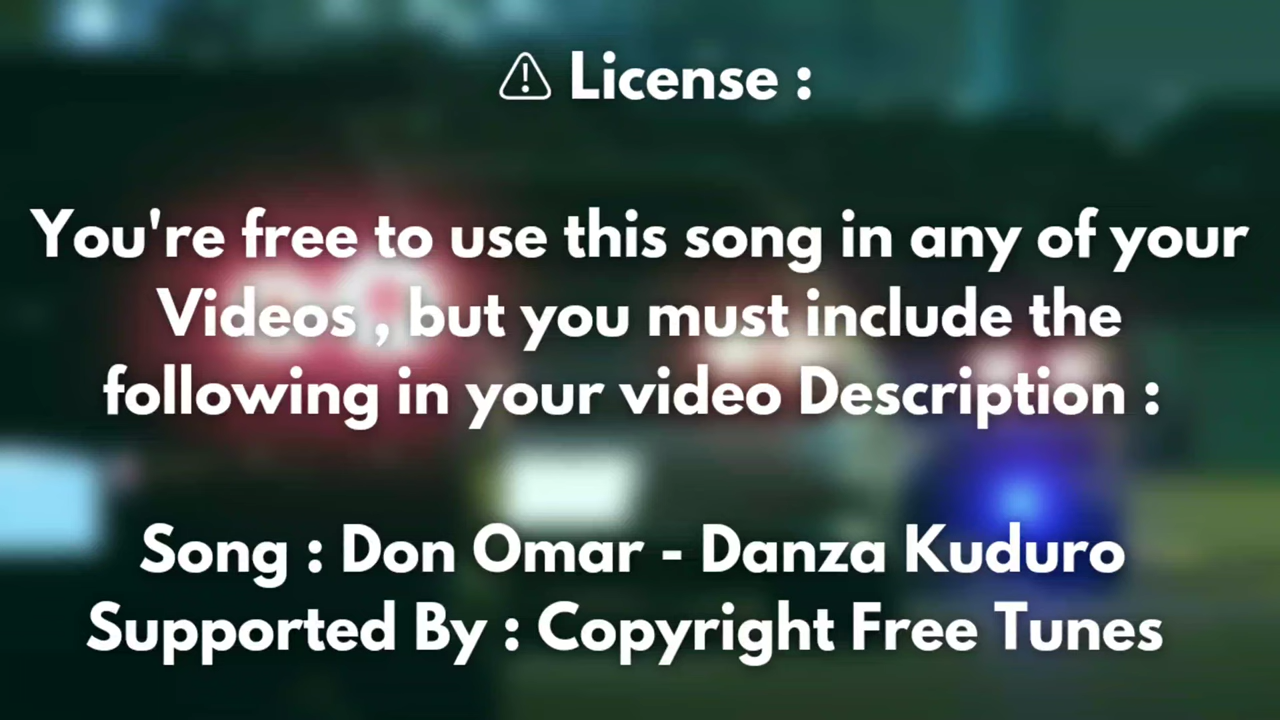 ⚠ License :
You're free to use this song in any of your
Videos , but you must include the
following in your video Description :
Song : Don Omar - Danza Kuduro
Supported By : Copyright Free Tunes